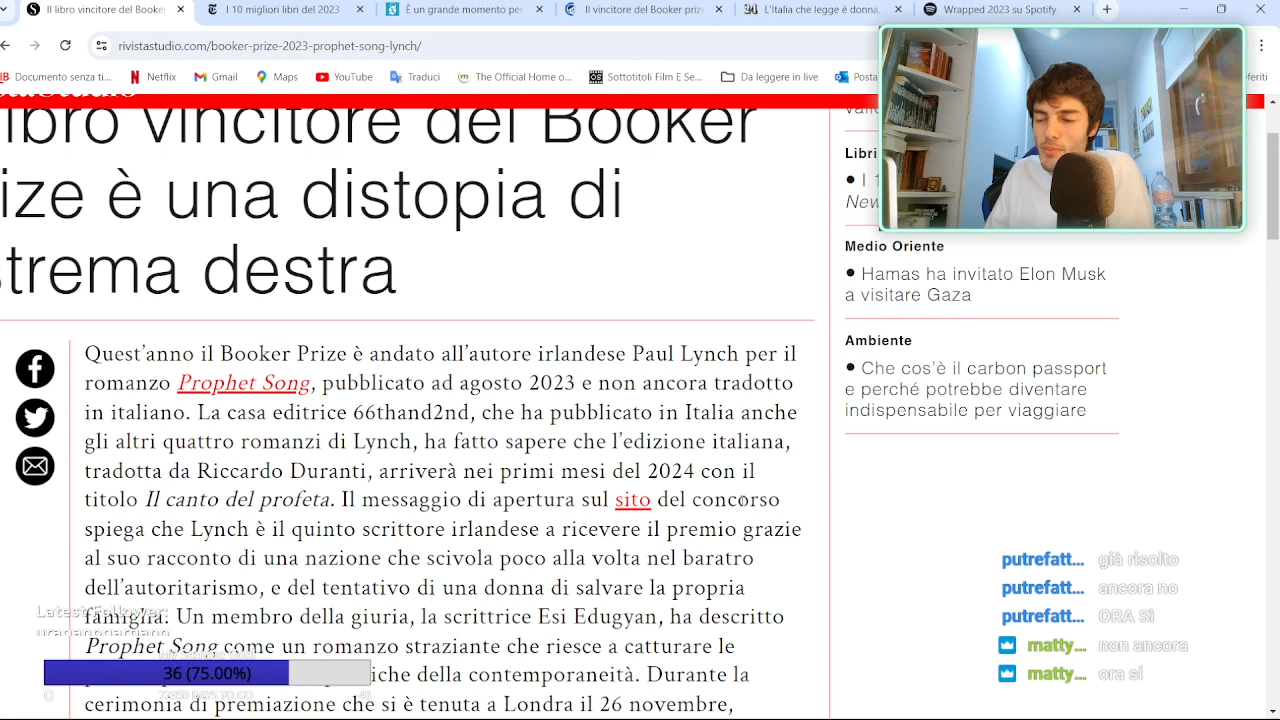 Il libro vincitore del Booker
I 10 migliori libri del 2023
È un grande momento per
Il vincitore del Booker priz
L'Italia che legge è donna,
Wrapped 2023 su Spotify
rivistastudio.com/booker-prize-2023-prophet-song-lynch/
Documento senza ti...
Netflix
Gmail
Maps
YouTube
Traduci
The Official Home o...
Sottotitoli Film E Se...
Da leggere in live
Posta
libro vincitore del Booker
ize è una distopia di
strema destra
Quest'anno il Booker Prize è andato all'autore irlandese Paul Lynch per il
romanzo Prophet Song, pubblicato ad agosto 2023 e non ancora tradotto
in italiano. La casa editrice 66thand2nd, che ha pubblicato in Italia anche
gli altri quattro romanzi di Lynch, ha fatto sapere che l'edizione italiana,
tradotta da Riccardo Duranti, arriverà nei primi mesi del 2024 con il
titolo Il canto del profeta. Il messaggio di apertura sul sito del concorso
spiega che Lynch è il quinto scrittore irlandese a ricevere il premio grazie
al suo racconto di una nazione che scivola poco alla volta nel baratro
dell'autoritarismo, e del tentativo di una donna di salvare la propria
famiglia. Un membro della giuria, la scrittrice Esi Edugyan, ha descritto
Prophet Song come un romanzo straziante che riesce a catturare le
iche della contemporaneità. Durante la
cerimonia di premiazione che si è tenuta a Londra il 26 novembre,
Libri
• I 1
New
Medio Oriente
• Hamas ha invitato Elon Musk
a visitare Gaza
Ambiente
• Che cos'è il carbon passport
e perché potrebbe diventare
indispensabile per viaggiare
Latest Follower:
36 (75.00%)
0
putrefatt... già risolto
putrefatt... ancora no
putrefatt... ORA Sì
matty... non ancora
matty... ora si